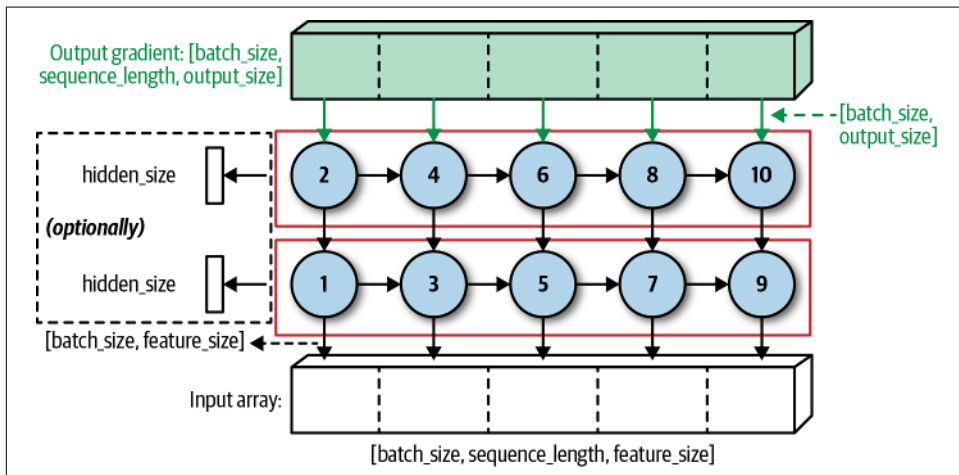 Output gradient: [batch_size,
sequence_length, output_size]
[batch_size,
output_size]
hidden_size
2
4
6
8
10
(optionally)
hidden_size
1
3
5
7
9
[batch_size, feature_size]
Input array:
[batch_size, sequence_length, feature_size]